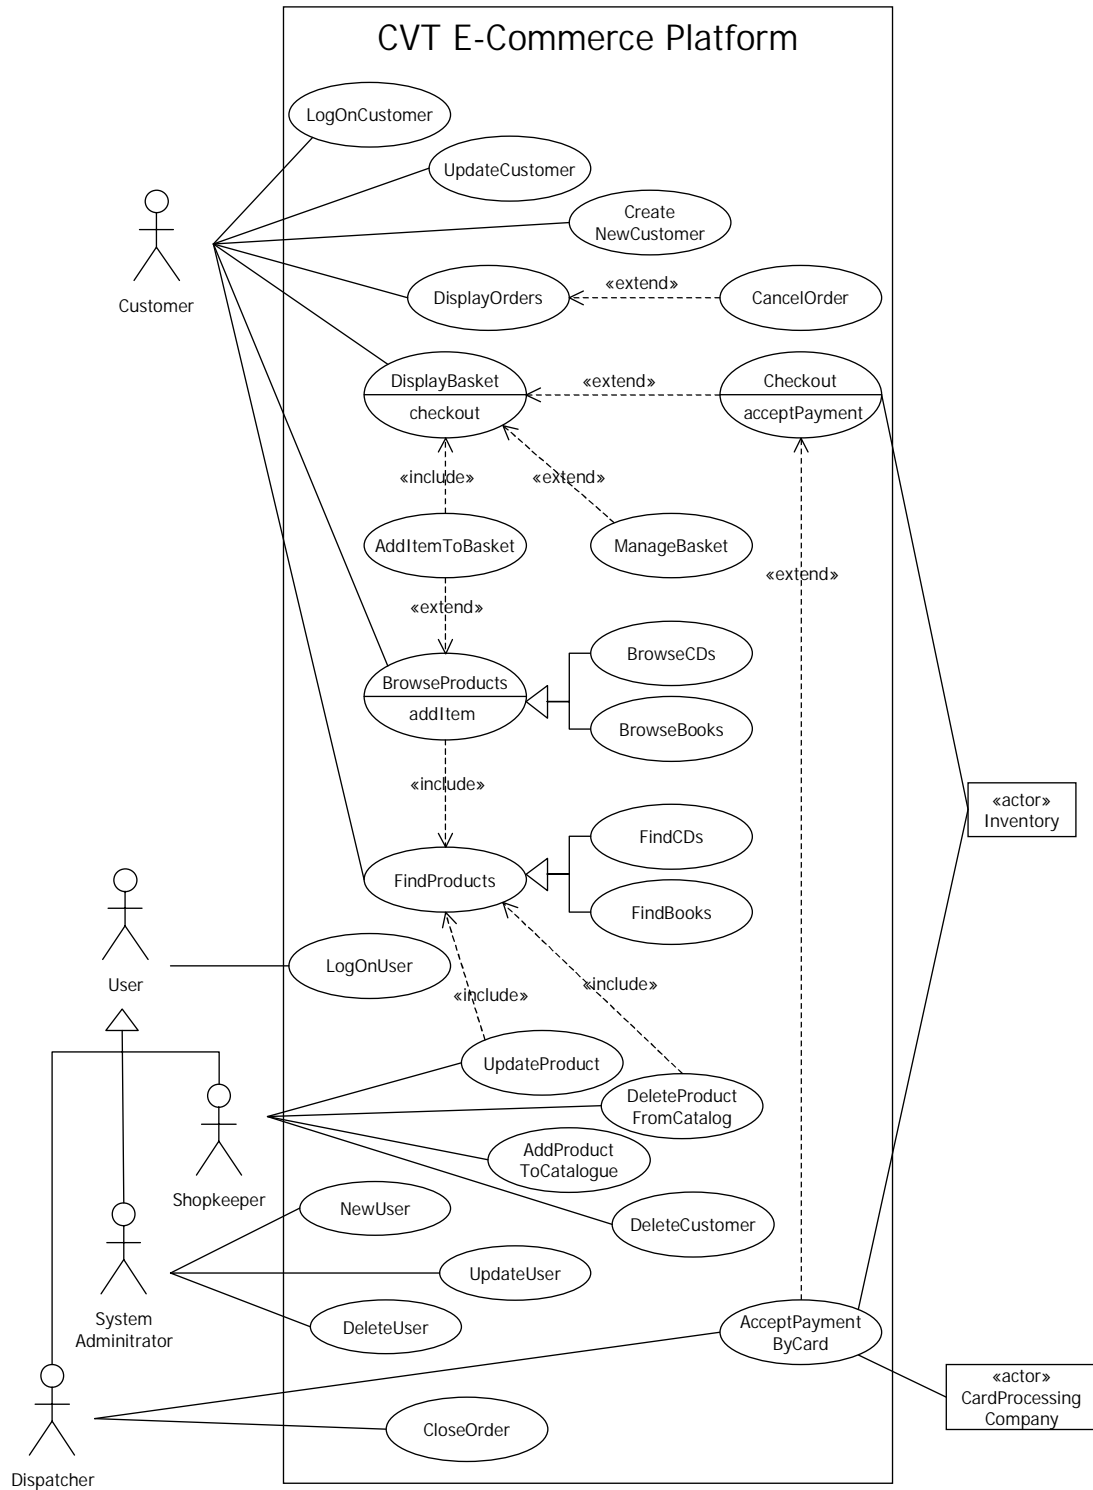 CVT E-Commerce Platform
LogOnCustomer
UpdateCustomer
Create
NewCustomer
Customer
DisplayOrders
«extend»
CancelOrder
DisplayBasket
checkout
«extend»
Checkout
acceptPayment
«include»
«extend»
AddItemToBasket
ManageBasket
«extend»
«extend»
BrowseProducts
addItem
BrowseCDs
BrowseBooks
«include»
«actor»
Inventory
FindCDs
FindProducts
FindBooks
User
LogOnUser
«include»
«include»
UpdateProduct
DeleteProduct
FromCatalog
AddProduct
ToCatalogue
Shopkeeper
NewUser
DeleteCustomer
UpdateUser
System
Adminitrator
DeleteUser
AcceptPayment
ByCard
«actor»
CardProcessing
Company
CloseOrder
Dispatcher